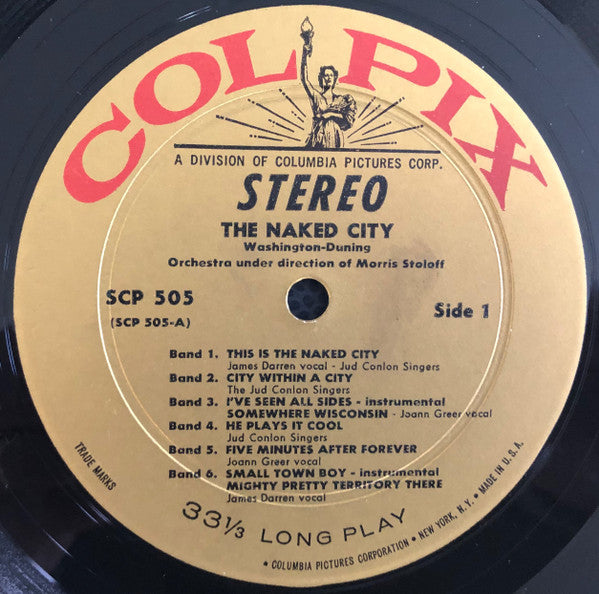 COLPIX
A DIVISION OF COLUMBIA PICTURES CORP.
STEREO
THE NAKED CITY
Washington-Duning
Orchestra under direction of Morris Stoloff
SCP 505
(SCP 505-A)
Side 1
Band 1. THIS IS THE NAKED CITY
James Darren vocal - Jud Conlon Singers
Band 2. CITY WITHIN A CITY
The Jud Conlon Singers
Band 3. I'VE SEEN ALL SIDES - instrumental
SOMEWHERE WISCONSIN - Joann Greer vocal
Band 4. HE PLAYS IT COOL
Jud Conlon Singers
Band 5. FIVE MINUTES AFTER FOREVER
Joann Greer vocal
Band 6. SMALL TOWN BOY - instrumental
MIGHTY PRETTY TERRITORY THERE
James Darren vocal
33⅓ LONG PLAY
TRADE MARKS
• COLUMBIA PICTURES CORPORATION • NEW YORK, N.Y. • MADE IN U.S.A.